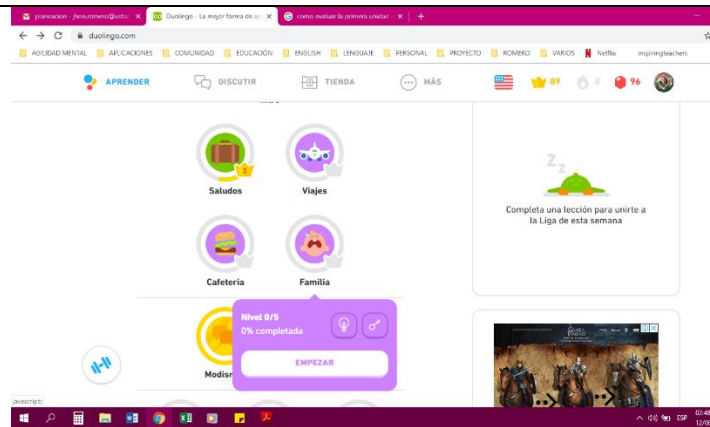 planeacion - jhon.romero@ustac
Duolingo - La mejor forma de ap
como evaluar la primera unidad
duolingo.com
AGILIDAD MENTAL APLICACIONES COMUNIDAD EDUCACIÓN ENGLISH LENGUAJE PERSONAL PROYECTO ROMERO VARIOS Netflix inspiringteachers
APRENDER DISCUTIR TIENDA MÁS 89 0 96
2
Saludos Viajes
Completa una lección para unirte a
la Liga de esta semana
Cafeteria Familia
Nivel 0/5
0% completada
EMPEZAR
Modism
javascript:
ESP